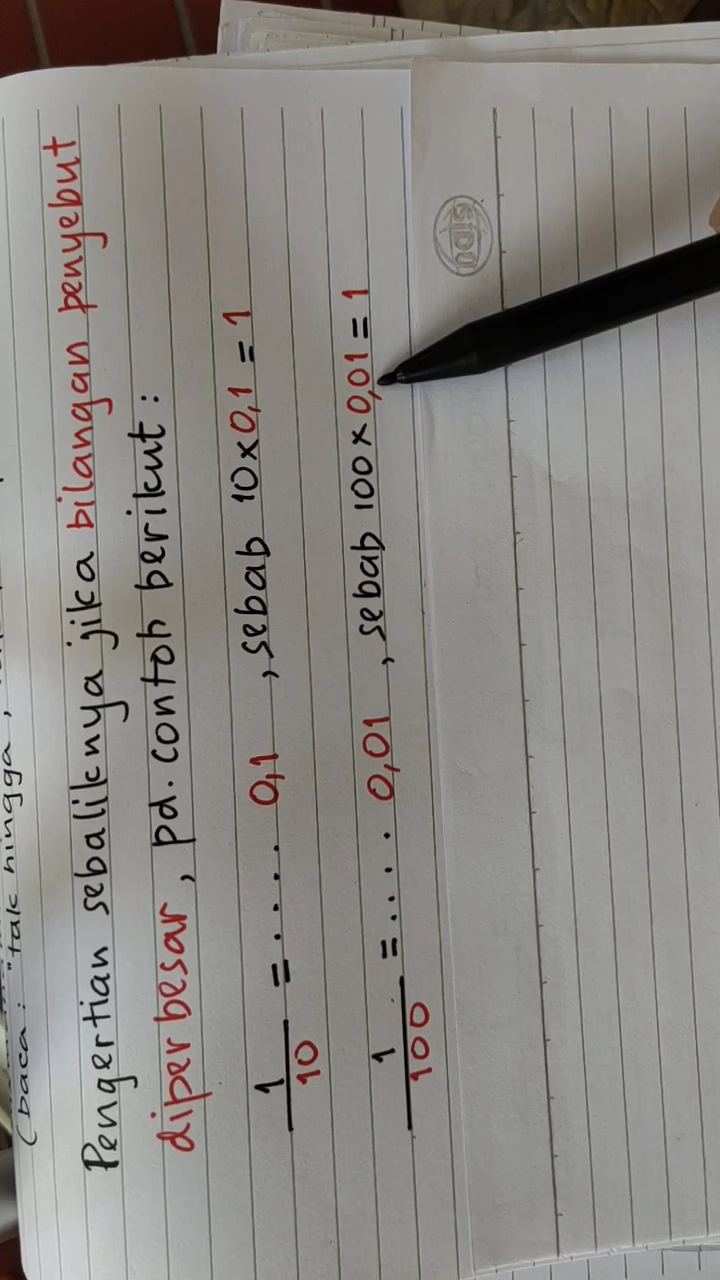 (baca: "tak hingga,
Pengertian sebaliknya jika bilangan penyebut
diperbesar, pd. contoh berikut:
1/10 = ..... 0,1 , sebab 10 x 0,1 = 1
1/100 = .... 0,01 , sebab 100 x 0,01 = 1
SIDU